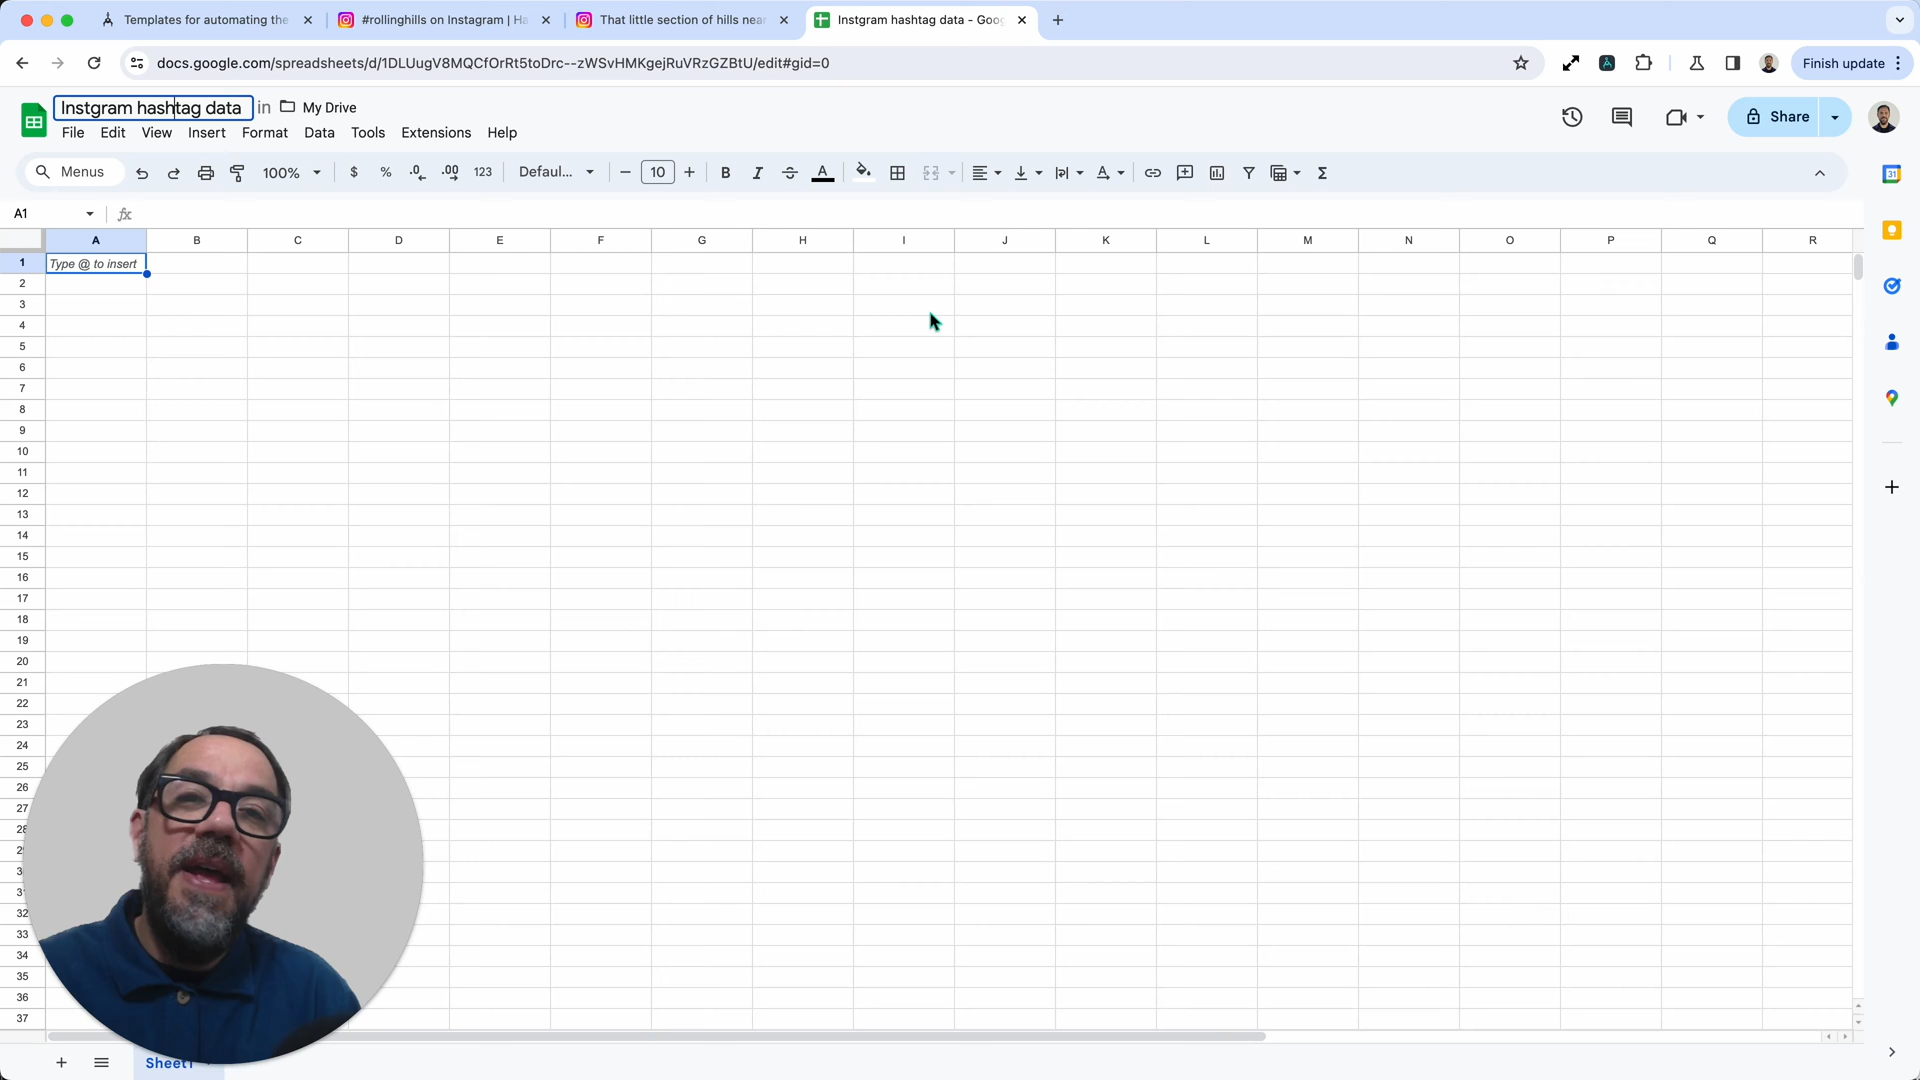 Templates for automating the
#rollinghills on Instagram | Ha
That little section of hills near
Instgram hashtag data - Goog
docs.google.com/spreadsheets/d/1DLUugV8MQCfOrRt5toDrc--zWSvHMKgejRuVRzGZBtU/edit#gid=0
Finish update
Instgram hashtag data in My Drive
File Edit View Insert Format Data Tools Extensions Help
Share
Menus 100% $ % .0 .00 123 Defaul... 10 B I A
A1 fx
A B C D E F G H I J K L M N O P Q R
1 Type @ to insert
2
3
4
5
6
7
8
9
10
11
12
13
14
15
16
17
18
19
20
21
22
23
24
25
26
27
28
32
33
34
35
36
37
Sheet1
31